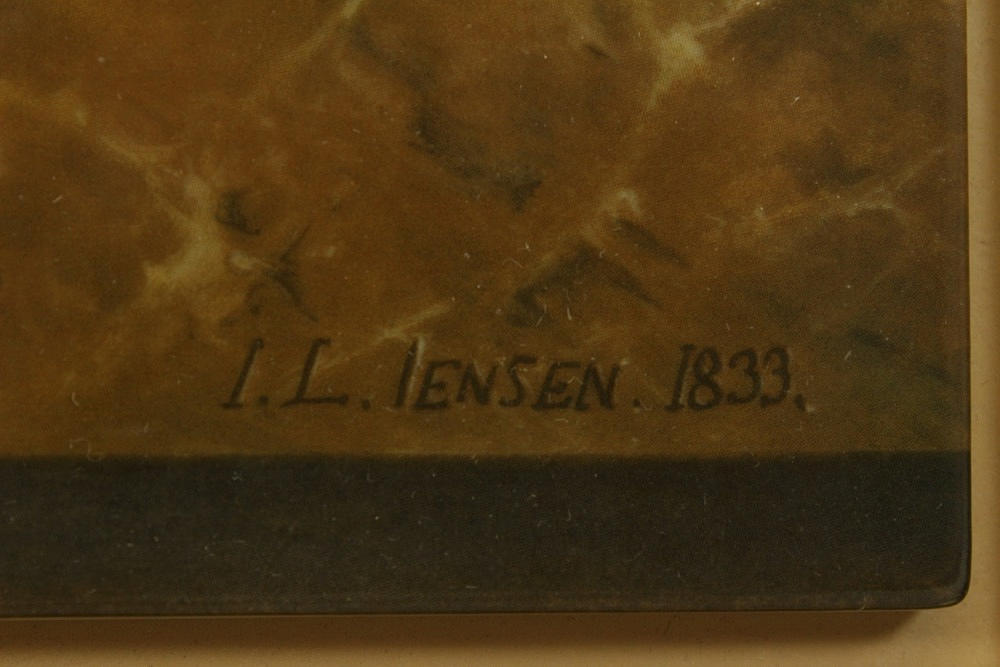 I. L. IENSEN. 1833.